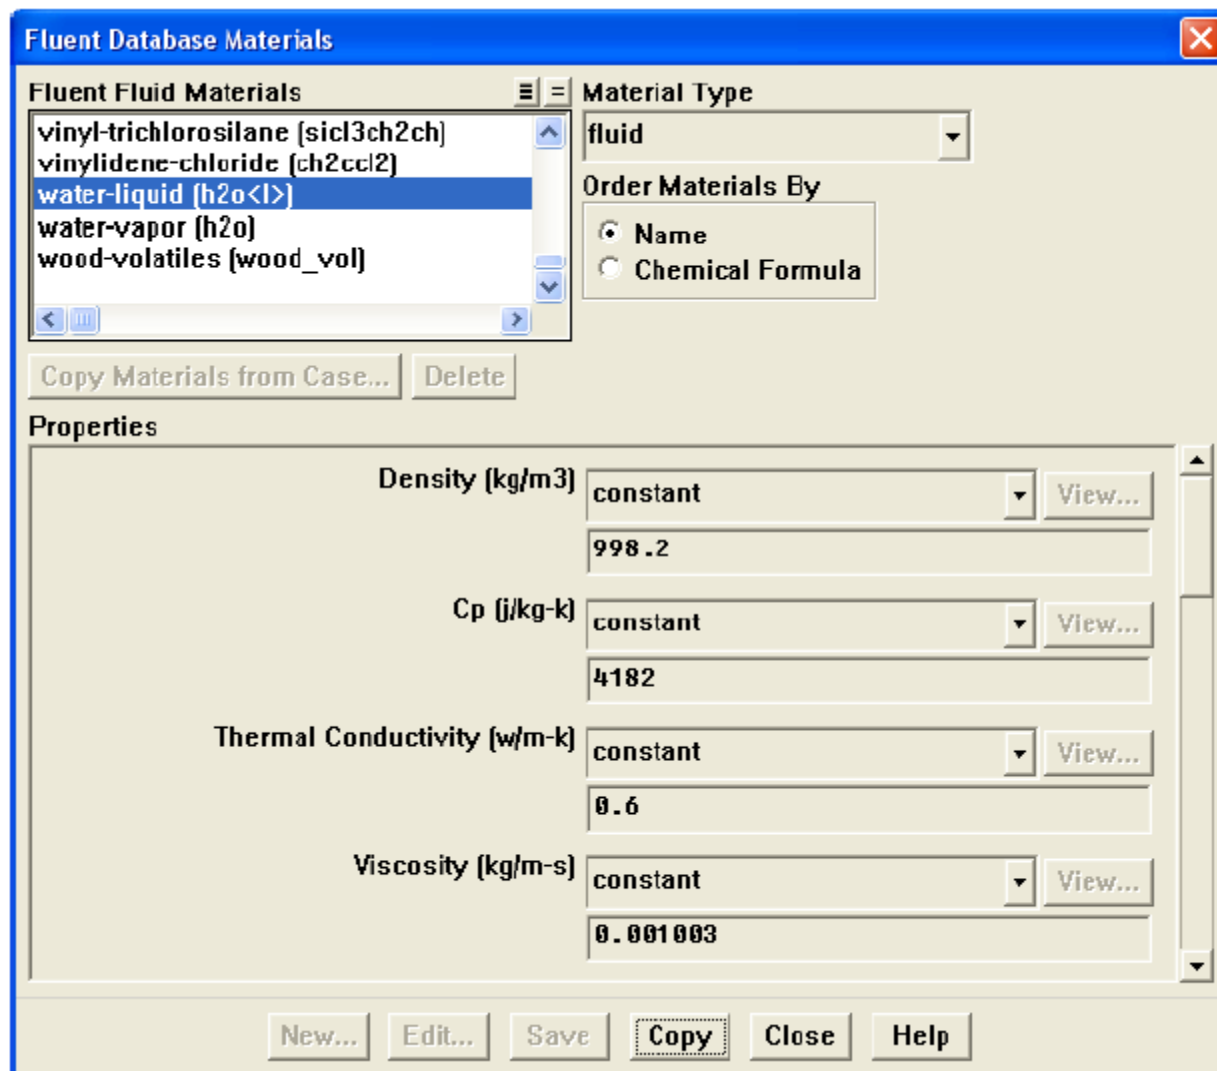 Fluent Database Materials
Fluent Fluid Materials
vinyl-trichlorosilane (sicl3ch2ch)
vinylidene-chloride (ch2ccl2)
water-liquid (h2o<l>)
water-vapor (h2o)
wood-volatiles (wood_vol)
Material Type
fluid
Order Materials By
Name
Chemical Formula
Copy Materials from Case...
Delete
Properties
Density (kg/m3)
constant
View...
998.2
Cp (j/kg-k)
constant
View...
4182
Thermal Conductivity (w/m-k)
constant
View...
0.6
Viscosity (kg/m-s)
constant
View...
0.001003
New...
Edit...
Save
Copy
Close
Help